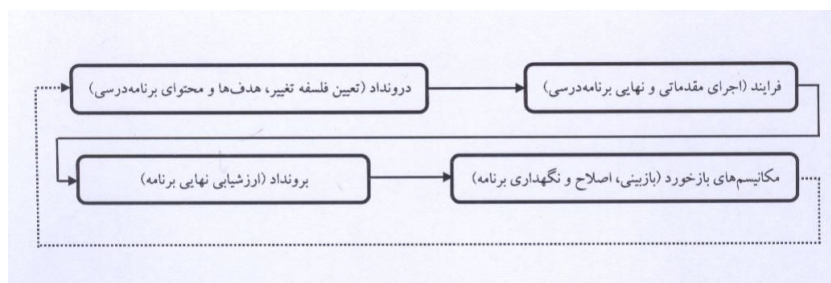 درونداد (تعیین فلسفه تغییر، هدف‌ها و محتوای برنامه‌درسی)
فرایند (اجرای مقدماتی و نهایی برنامه‌درسی)
برونداد (ارزشیابی نهایی برنامه)
مکانیسم‌های بازخورد (بازبینی، اصلاح و نگهداری برنامه)